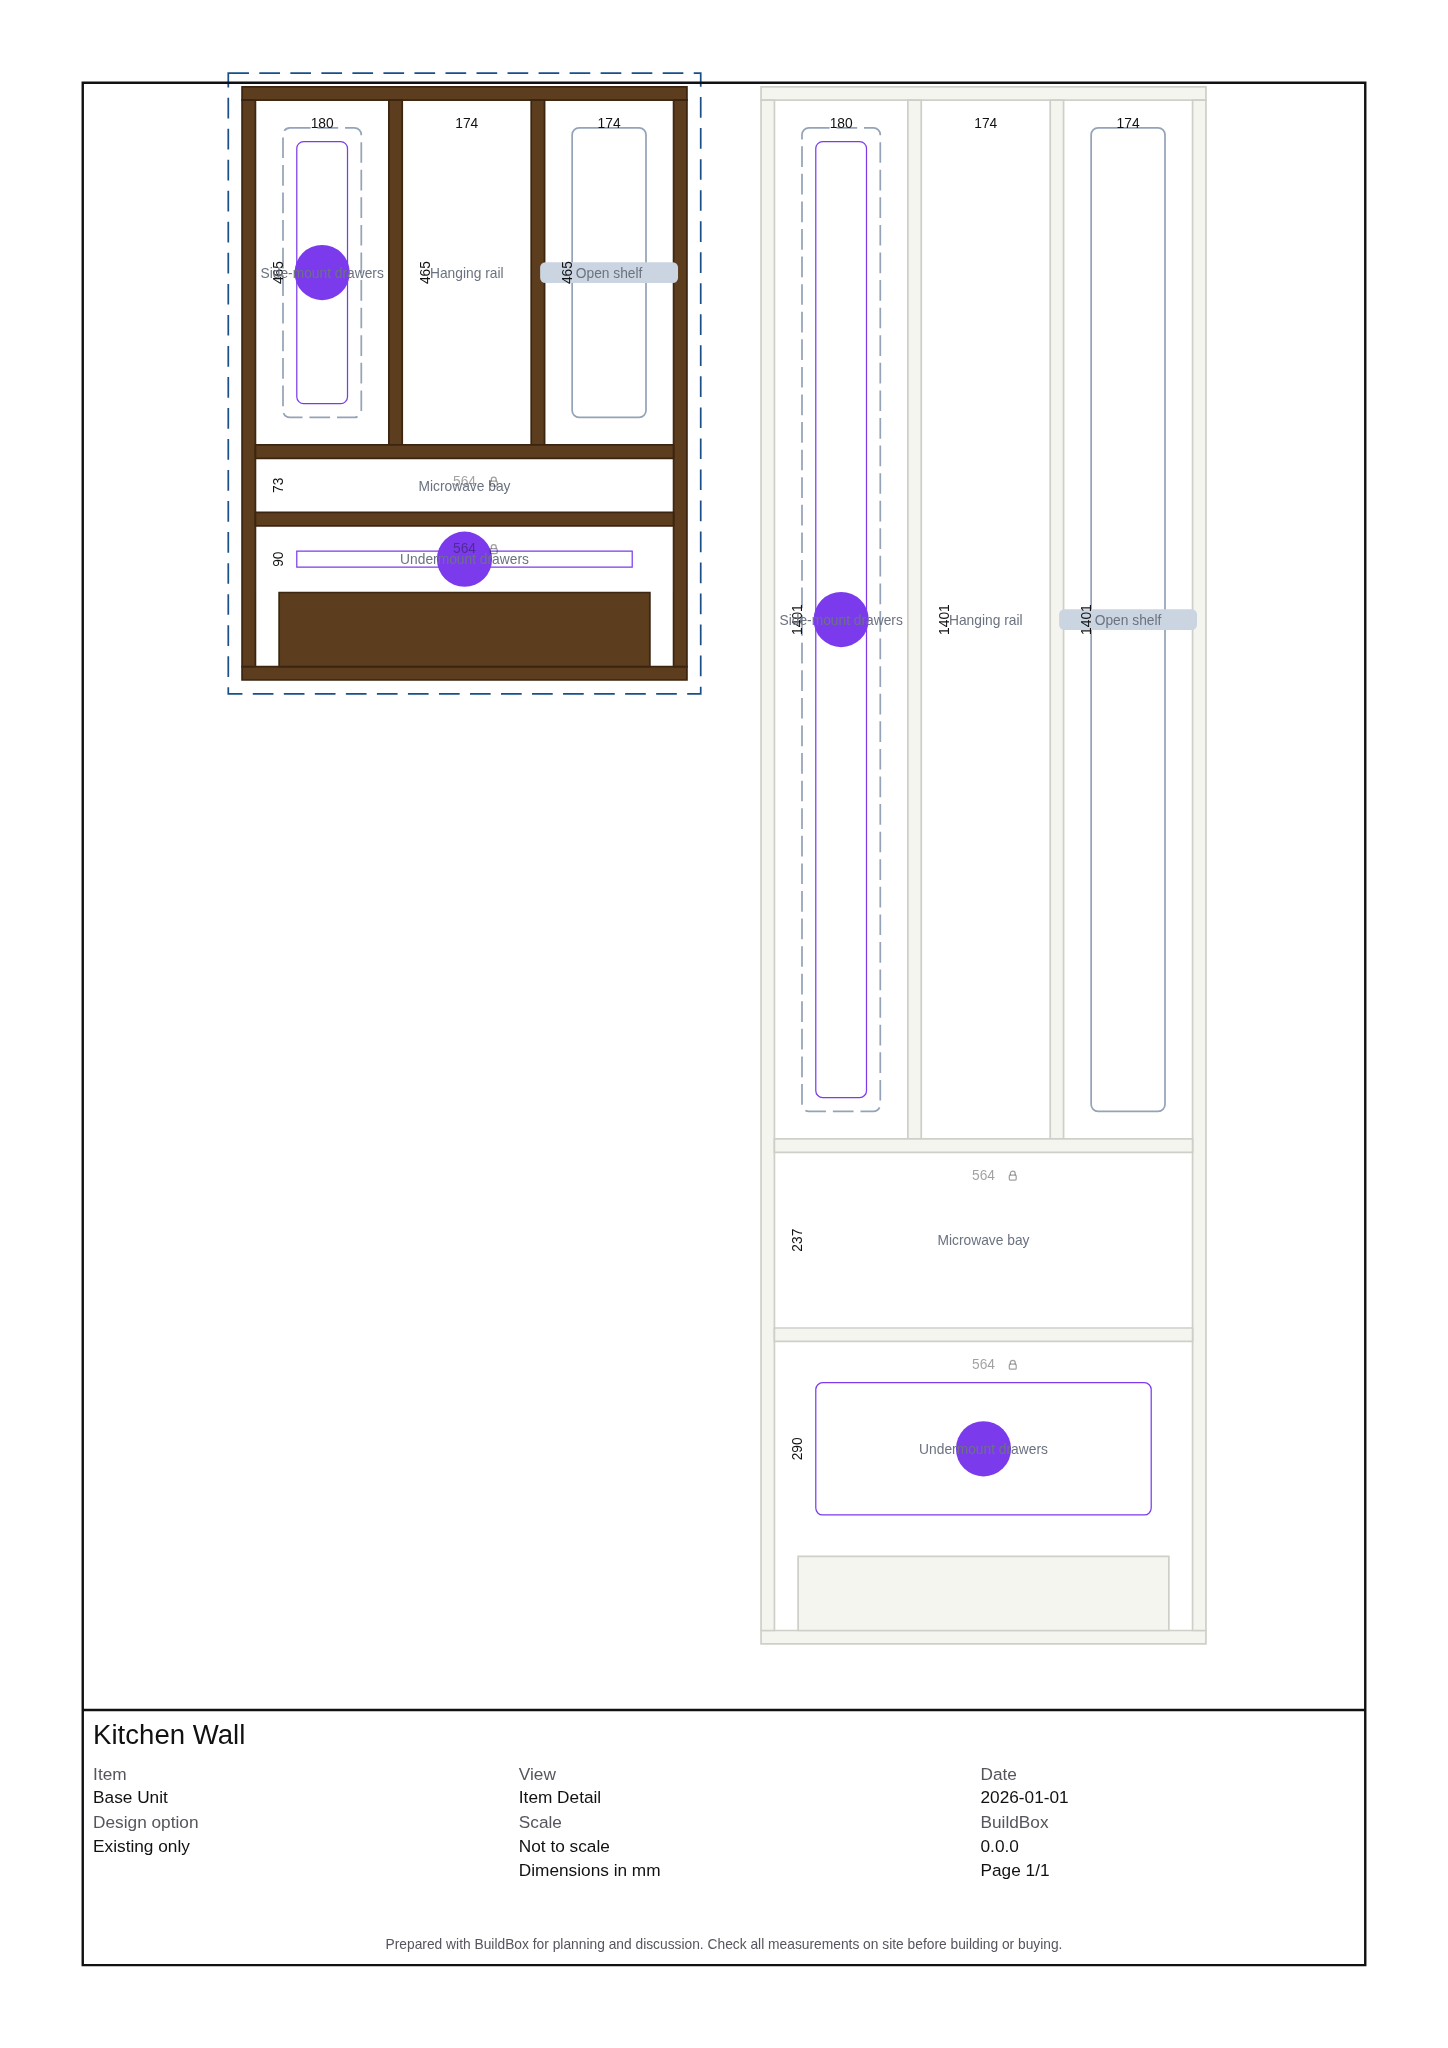 180
174
174
465
Side-mount drawers
465
Hanging rail
465
Open shelf
73
564
Microwave bay
90
564
Undermount drawers
180
174
174
1401
Side-mount drawers
1401
Hanging rail
1401
Open shelf
564
237
Microwave bay
564
290
Undermount drawers
Kitchen Wall
Item
View
Date
Base Unit
Item Detail
2026-01-01
Design option
Scale
BuildBox
Existing only
Not to scale
0.0.0
Dimensions in mm
Page 1/1
Prepared with BuildBox for planning and discussion. Check all measurements on site before building or buying.